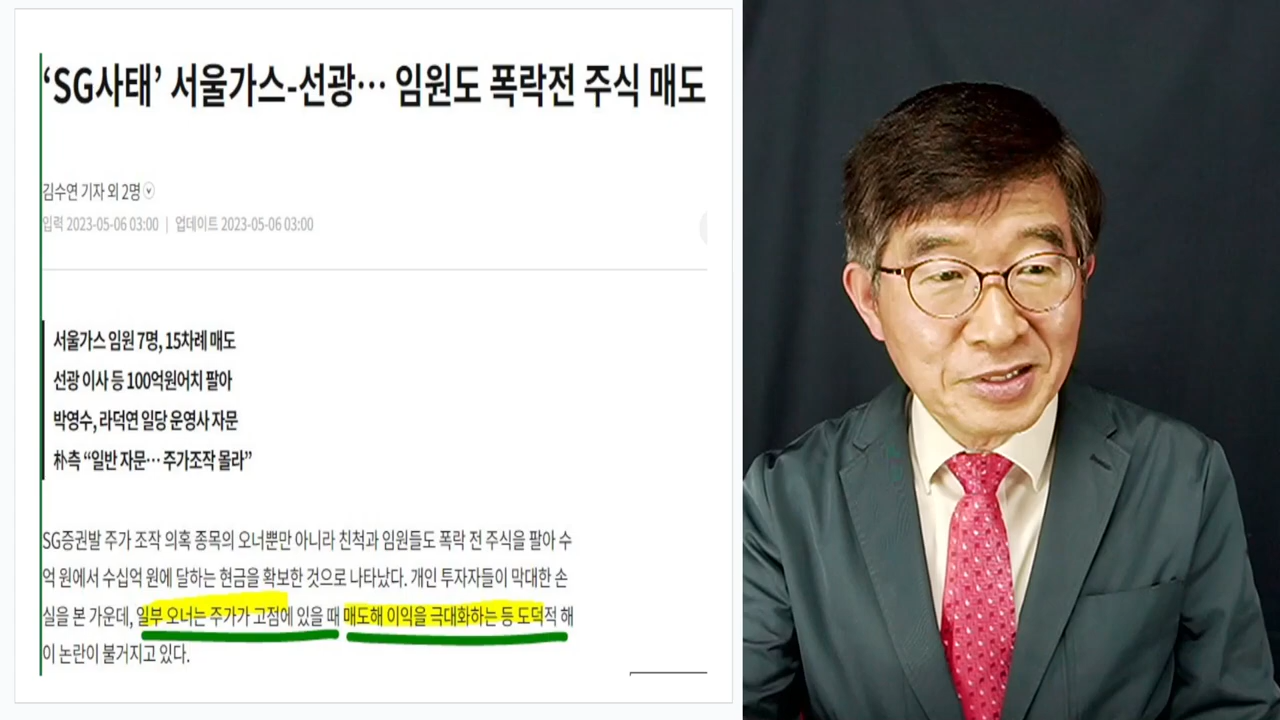 ‘SG사태’ 서울가스-선광… 임원도 폭락전 주식 매도
김수연 기자 외 2명
입력 2023-05-06 03:00 | 업데이트 2023-05-06 03:00
서울가스 임원 7명, 15차례 매도
선광 이사 등 100억원어치 팔아
박영수, 라덕연 일당 운영사 자문
朴측 “일반 자문… 주가조작 몰라”
SG증권발 주가 조작 의혹 종목의 오너뿐만 아니라 친척과 임원들도 폭락 전 주식을 팔아 수
억 원에서 수십억 원에 달하는 현금을 확보한 것으로 나타났다. 개인 투자자들이 막대한 손
실을 본 가운데, 일부 오너는 주가가 고점에 있을 때 매도해 이익을 극대화하는 등 도덕적 해
이 논란이 불거지고 있다.